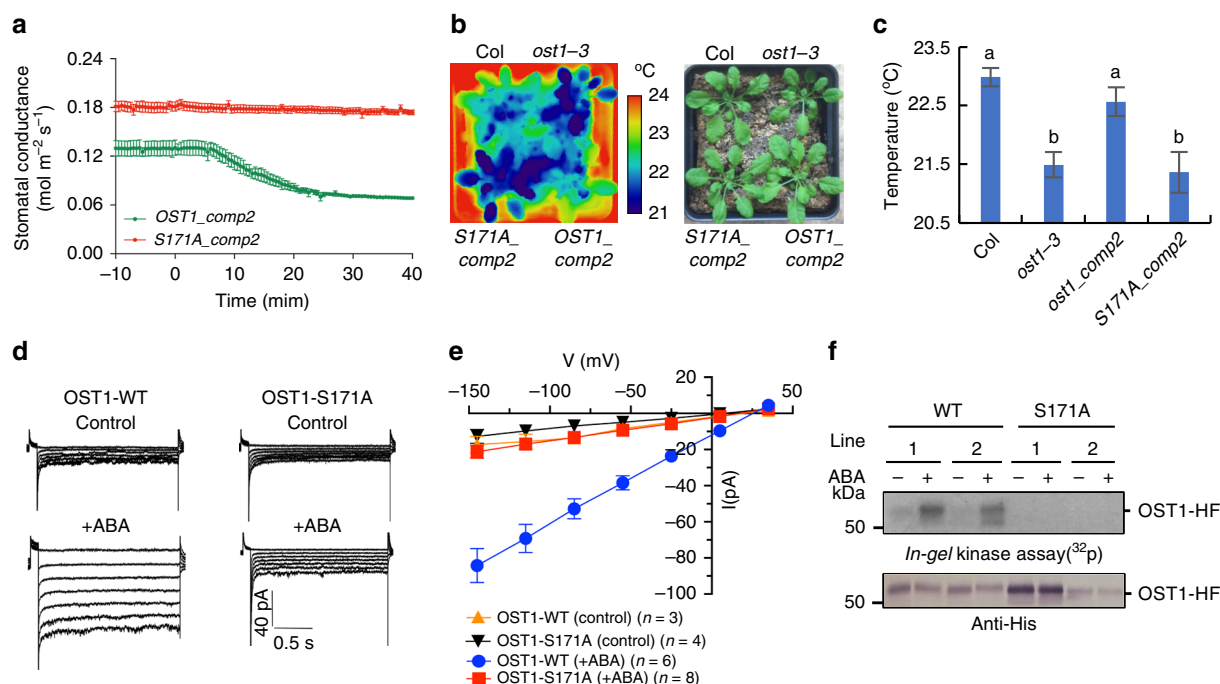 a
0.24
0.18
0.12
0.06
0.00
Stomatal conductance
(mol m−2 s−1)
OST1_comp2
S171A_comp2
−10 0 10 20 30 40
Time (mim)
b
Col ost1–3
oC
24
23
22
21
S171A_
comp2
OST1_
comp2
Col ost1–3
S171A_
comp2
OST1_
comp2
c
Temperature (oC)
23.5
22.5
21.5
20.5
a
b
a
b
Col
ost1–3
ost1_comp2
S171A_comp2
d
OST1-WT
Control
OST1-S171A
Control
+ABA
+ABA
40 pA
0.5 s
e
V (mV)
−150 −100 −50 0 50
20
−20
−40
−60
−80
−100
I(pA)
OST1-WT (control) (n = 3)
OST1-S171A (control) (n = 4)
OST1-WT (+ABA) (n = 6)
OST1-S171A (+ABA) (n = 8)
f
WT S171A
Line
1 2 1 2
ABA − + − + − + − +
kDa
50
OST1-HF
In-gel kinase assay(32p)
50
OST1-HF
Anti-His